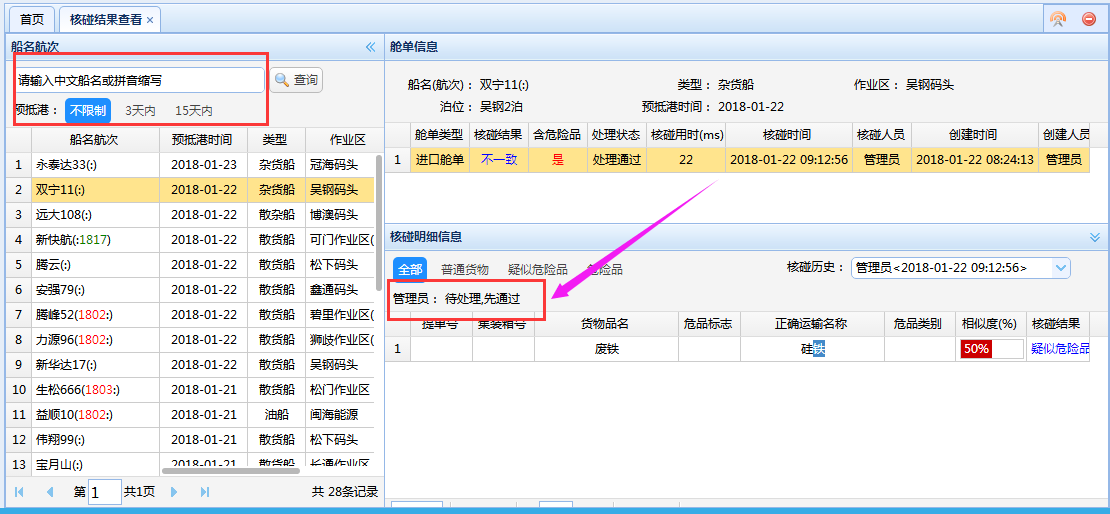 首页 核碰结果查看 ×
船名航次
请输入中文船名或拼音缩写 查询
预抵港： 不限制 3天内 15天内
船名航次 预抵港时间 类型 作业区
1 永泰达33(:) 2018-01-23 杂货船 冠海码头
2 双宁11(:) 2018-01-22 杂货船 吴钢码头
3 远大108(:) 2018-01-22 散杂船 博澳码头
4 新快航(:1817) 2018-01-22 散货船 可门作业区(
5 腾云(:) 2018-01-22 散货船 松下码头
6 安强79(:) 2018-01-22 散货船 鑫通码头
7 腾峰52(1802:) 2018-01-22 散货船 碧里作业区(
8 力源96(1802:) 2018-01-22 散货船 狮歧作业区(
9 新华达17(:) 2018-01-22 散货船 吴钢码头
10 生松666(1803:) 2018-01-21 散货船 松门作业区
11 益顺10(1802:) 2018-01-21 油船 闽海能源
12 伟翔99(:) 2018-01-21 散货船 松下码头
13 宝月山(:) 2018-01-21 散货船 长通作业区(
第 1 共1页 共 28条记录
舱单信息
船名(航次)： 双宁11(:) 类型： 杂货船 作业区： 吴钢码头
泊位： 吴钢2泊 预抵港时间： 2018-01-22
舱单类型 核碰结果 含危险品 处理状态 核碰用时(ms) 核碰时间 核碰人员 创建时间 创建人员
1 进口舱单 不一致 是 处理通过 22 2018-01-22 09:12:56 管理员 2018-01-22 08:24:13 管理员
核碰明细信息
全部 普通货物 疑似危险品 危险品 核碰历史： 管理员<2018-01-22 09:12:56>
管理员： 待处理,先通过
提单号 集装箱号 货物品名 危品标志 正确运输名称 危品类别 相似度(%) 核碰结果
1 废铁 硅铁 50% 疑似危险品